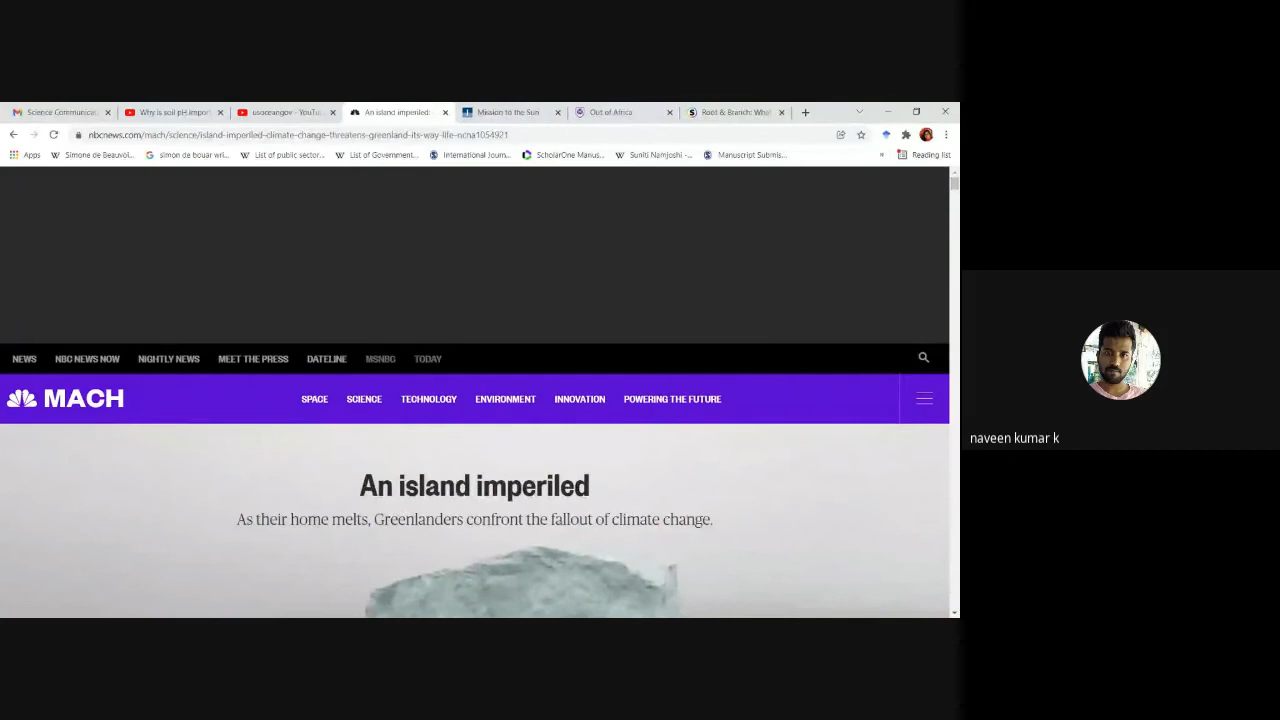 Science Communicat
Why is soil pH impor
usoceangov - YouTu
An island imperiled:
Mission to the Sun
Out of Africa
Root & Branch: What
nbcnews.com/mach/science/island-imperiled-climate-change-threatens-greenland-its-way-life-ncna1054921
Apps
Simone de Beauvoi...
simon de bouar wri...
List of public sector...
List of Government...
International Journ...
ScholarOne Manus...
Suniti Namjoshi -...
Manuscript Submis...
Reading list
NEWS
NBC NEWS NOW
NIGHTLY NEWS
MEET THE PRESS
DATELINE
MSNBC
TODAY
MACH
SPACE
SCIENCE
TECHNOLOGY
ENVIRONMENT
INNOVATION
POWERING THE FUTURE
An island imperiled
As their home melts, Greenlanders confront the fallout of climate change.
naveen kumar k